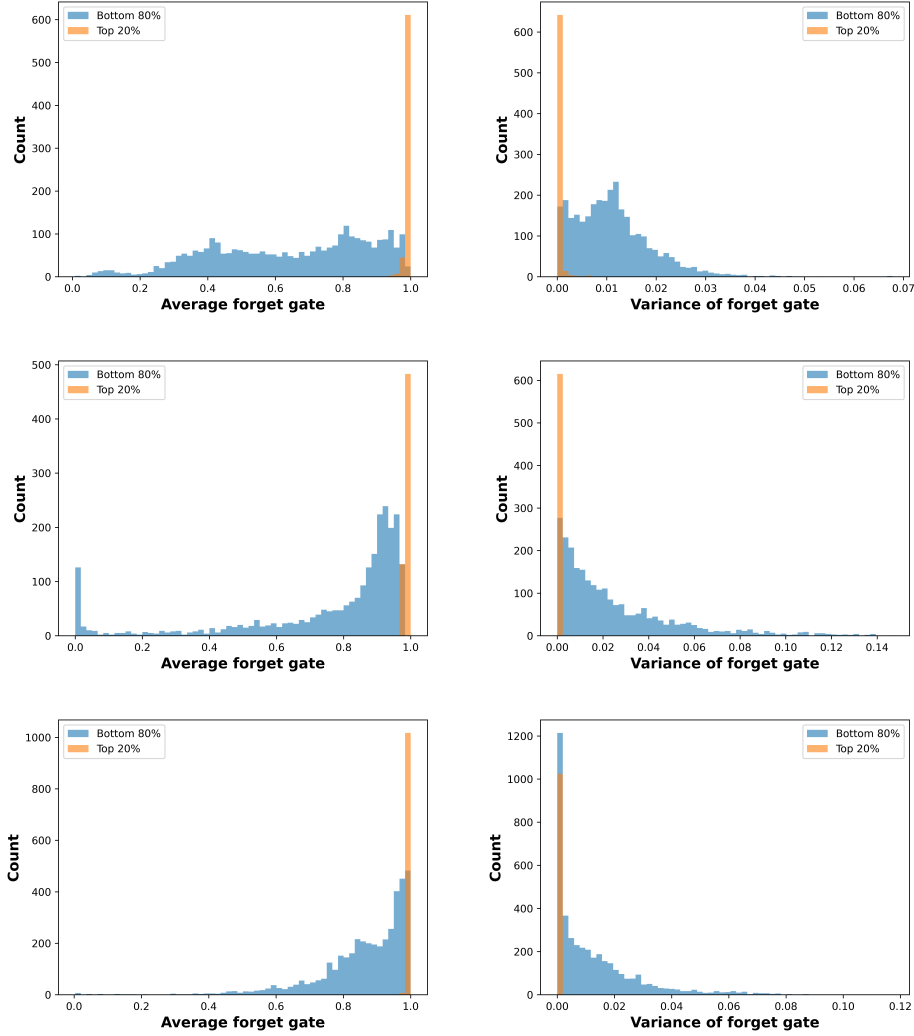 Bottom 80%
Top 20%
600
500
400
300
200
100
0
Count
0.0 0.2 0.4 0.6 0.8 1.0
Average forget gate
Bottom 80%
Top 20%
600
500
400
300
200
100
0
Count
0.00 0.01 0.02 0.03 0.04 0.05 0.06 0.07
Variance of forget gate
Bottom 80%
Top 20%
500
400
300
200
100
0
Count
0.0 0.2 0.4 0.6 0.8 1.0
Average forget gate
Bottom 80%
Top 20%
600
500
400
300
200
100
0
Count
0.00 0.02 0.04 0.06 0.08 0.10 0.12 0.14
Variance of forget gate
Bottom 80%
Top 20%
1000
800
600
400
200
0
Count
0.0 0.2 0.4 0.6 0.8 1.0
Average forget gate
Bottom 80%
Top 20%
1200
1000
800
600
400
200
0
Count
0.00 0.02 0.04 0.06 0.08 0.10 0.12
Variance of forget gate